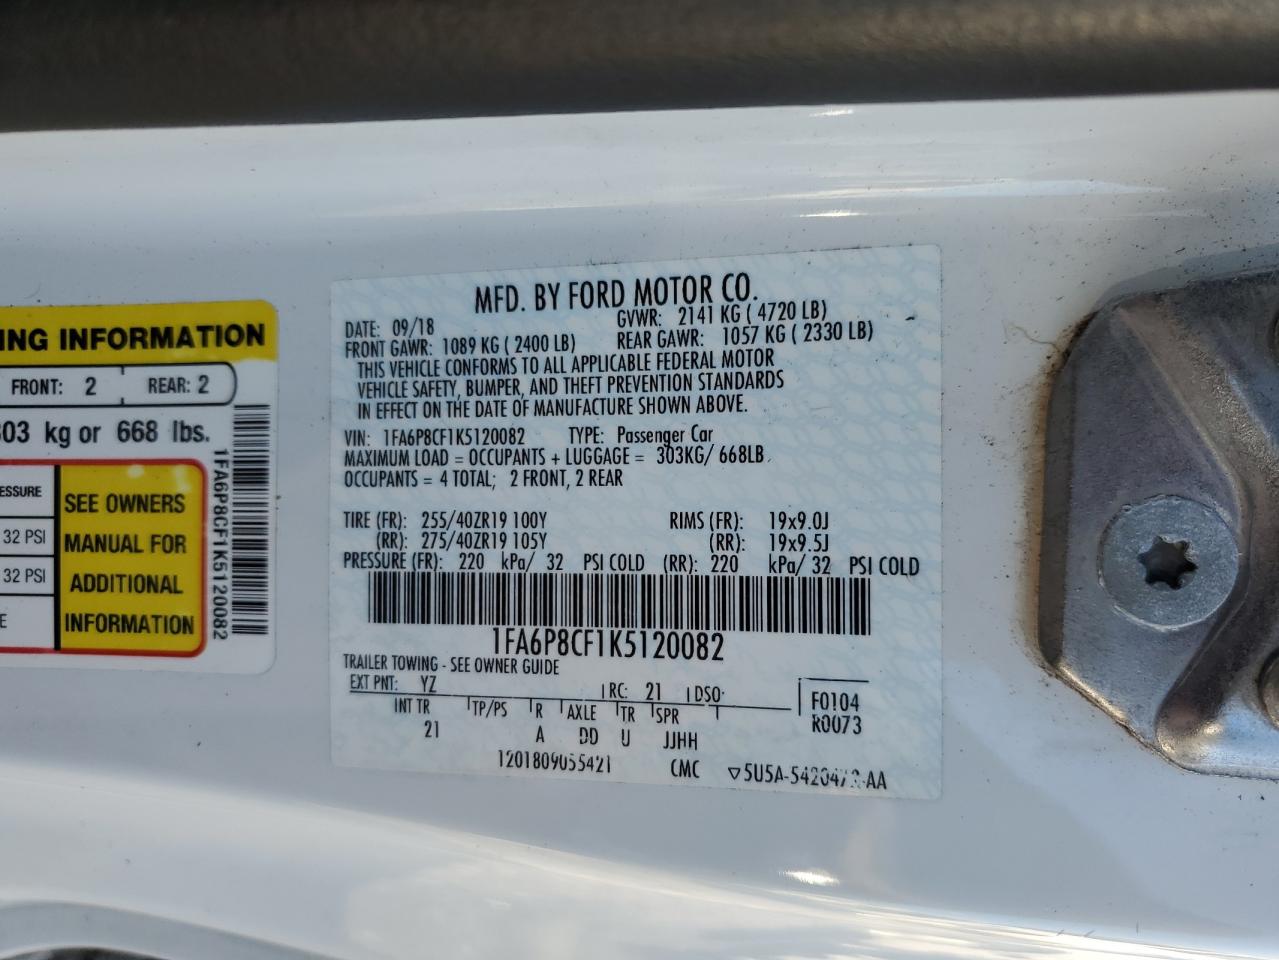 ING INFORMATION
FRONT: 2 REAR: 2
303 kg or 668 lbs.
ESSURE
32 PSI
32 PSI
E
SEE OWNERS
MANUAL FOR
ADDITIONAL
INFORMATION
1FA6P8CF1K5120082
MFD. BY FORD MOTOR CO.
DATE: 09/18 GVWR: 2141 KG ( 4720 LB)
FRONT GAWR: 1089 KG ( 2400 LB) REAR GAWR: 1057 KG ( 2330 LB)
THIS VEHICLE CONFORMS TO ALL APPLICABLE FEDERAL MOTOR
VEHICLE SAFETY, BUMPER, AND THEFT PREVENTION STANDARDS
IN EFFECT ON THE DATE OF MANUFACTURE SHOWN ABOVE.
VIN: 1FA6P8CF1K5120082 TYPE: Passenger Car
MAXIMUM LOAD = OCCUPANTS + LUGGAGE = 303KG/ 668LB
OCCUPANTS = 4 TOTAL; 2 FRONT, 2 REAR
TIRE (FR): 255/40ZR19 100Y RIMS (FR): 19x9.0J
(RR): 275/40ZR19 105Y (RR): 19x9.5J
PRESSURE (FR): 220 kPa/ 32 PSI COLD (RR): 220 kPa/ 32 PSI COLD
1FA6P8CF1K5120082
TRAILER TOWING - SEE OWNER GUIDE
EXT PNT: YZ RC: 21 DSO: F0104
INT TR TP/PS R AXLE TR SPR R0073
21 A DD U JJHH
CMC